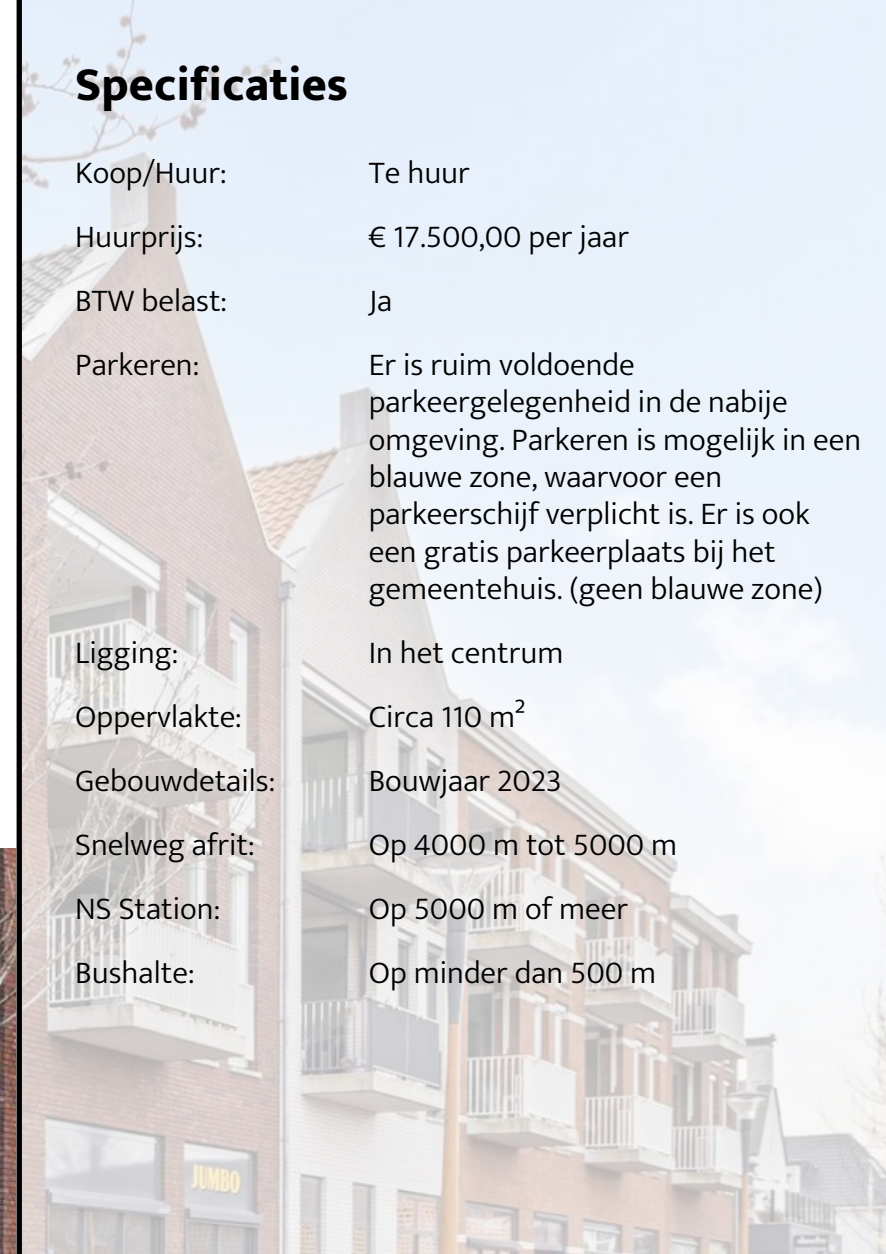 Specificaties
Koop/Huur: Te huur
Huurprijs: € 17.500,00 per jaar
BTW belast: Ja
Parkeren: Er is ruim voldoende
parkeergelegenheid in de nabije
omgeving. Parkeren is mogelijk in een
blauwe zone, waarvoor een
parkeerschijf verplicht is. Er is ook
een gratis parkeerplaats bij het
gemeentehuis. (geen blauwe zone)
Ligging: In het centrum
Oppervlakte: Circa 110 m²
Gebouwdetails: Bouwjaar 2023
Snelweg afrit: Op 4000 m tot 5000 m
NS Station: Op 5000 m of meer
Bushalte: Op minder dan 500 m
JUMBO